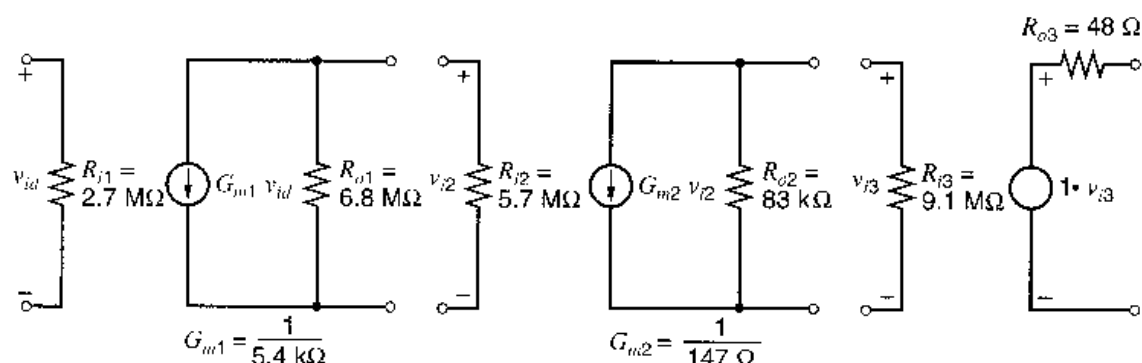 R_o3 = 48 Ω
+
v_id
−
R_i1 =
2.7 MΩ
G_m1 v_id
R_o1 =
6.8 MΩ
G_m1 = 1 / 5.4 kΩ
+
v_i2
−
R_i2 =
5.7 MΩ
G_m2 v_i2
R_o2 =
83 kΩ
G_m2 = 1 / 147 Ω
+
v_i3
−
R_i3 =
9.1 MΩ
+
1 • v_i3
−